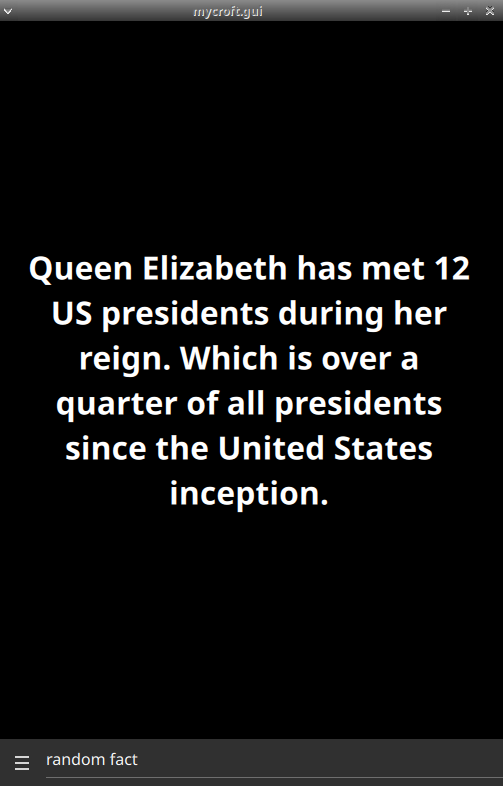 mycroft.gui
Queen Elizabeth has met 12
US presidents during her
reign. Which is over a
quarter of all presidents
since the United States
inception.
random fact